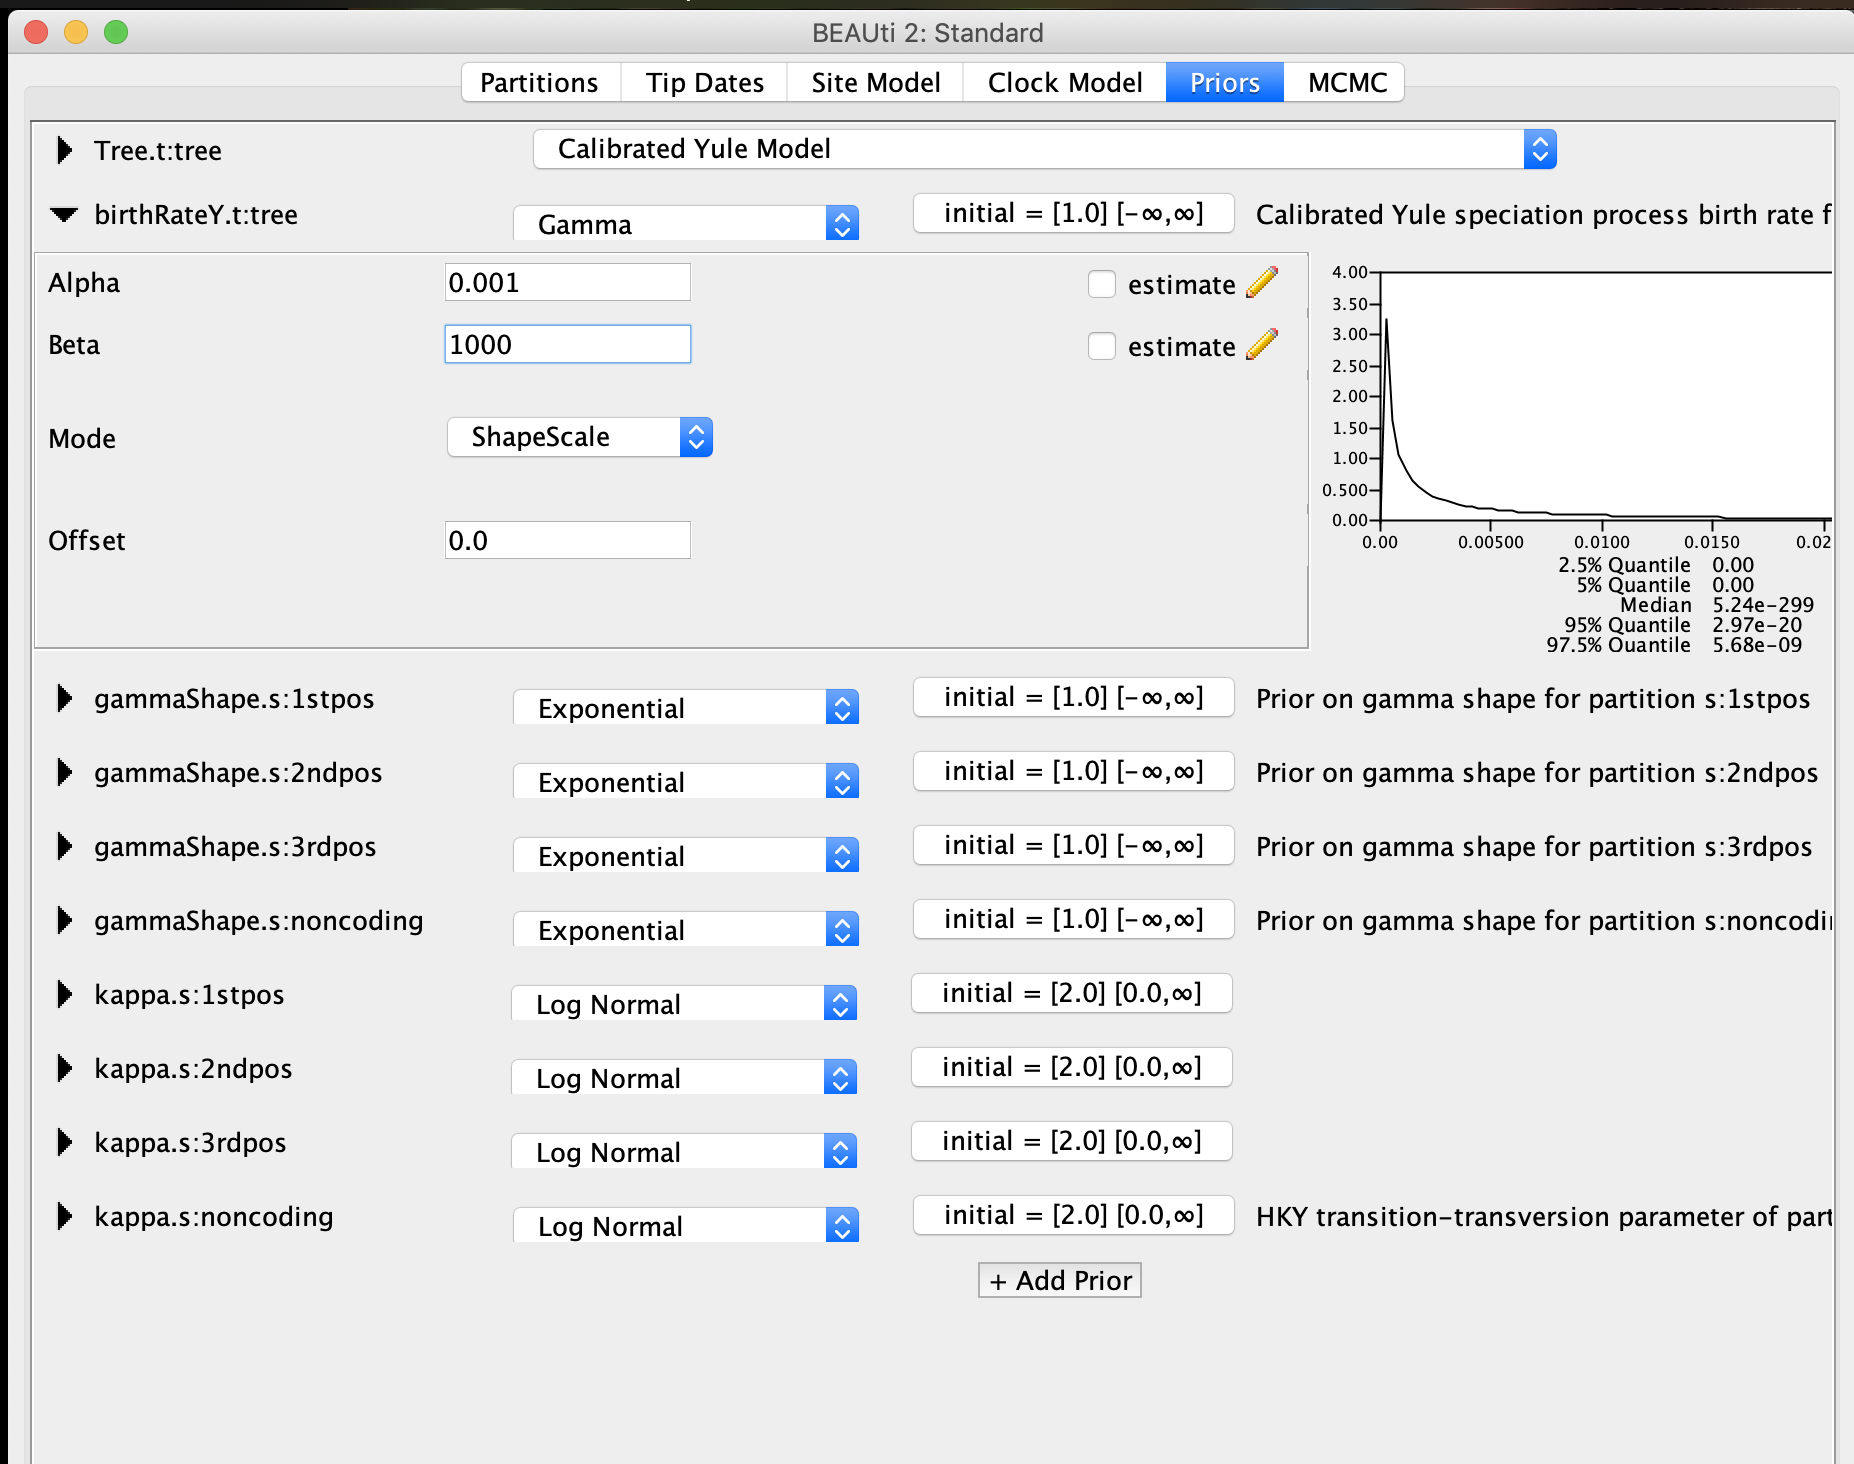 BEAUti 2: Standard
Partitions Tip Dates Site Model Clock Model Priors MCMC
Tree.t:tree Calibrated Yule Model
birthRateY.t:tree Gamma initial = [1.0] [-∞,∞] Calibrated Yule speciation process birth rate f
Alpha 0.001 estimate
Beta 1000 estimate
Mode ShapeScale
Offset 0.0
4.00
3.50
3.00
2.50
2.00
1.50
1.00
0.500
0.00
0.00 0.00500 0.0100 0.0150 0.02
2.5% Quantile 0.00
5% Quantile 0.00
Median 5.24e-299
95% Quantile 2.97e-20
97.5% Quantile 5.68e-09
gammaShape.s:1stpos Exponential initial = [1.0] [-∞,∞] Prior on gamma shape for partition s:1stpos
gammaShape.s:2ndpos Exponential initial = [1.0] [-∞,∞] Prior on gamma shape for partition s:2ndpos
gammaShape.s:3rdpos Exponential initial = [1.0] [-∞,∞] Prior on gamma shape for partition s:3rdpos
gammaShape.s:noncoding Exponential initial = [1.0] [-∞,∞] Prior on gamma shape for partition s:noncodi
kappa.s:1stpos Log Normal initial = [2.0] [0.0,∞]
kappa.s:2ndpos Log Normal initial = [2.0] [0.0,∞]
kappa.s:3rdpos Log Normal initial = [2.0] [0.0,∞]
kappa.s:noncoding Log Normal initial = [2.0] [0.0,∞] HKY transition-transversion parameter of part
+ Add Prior